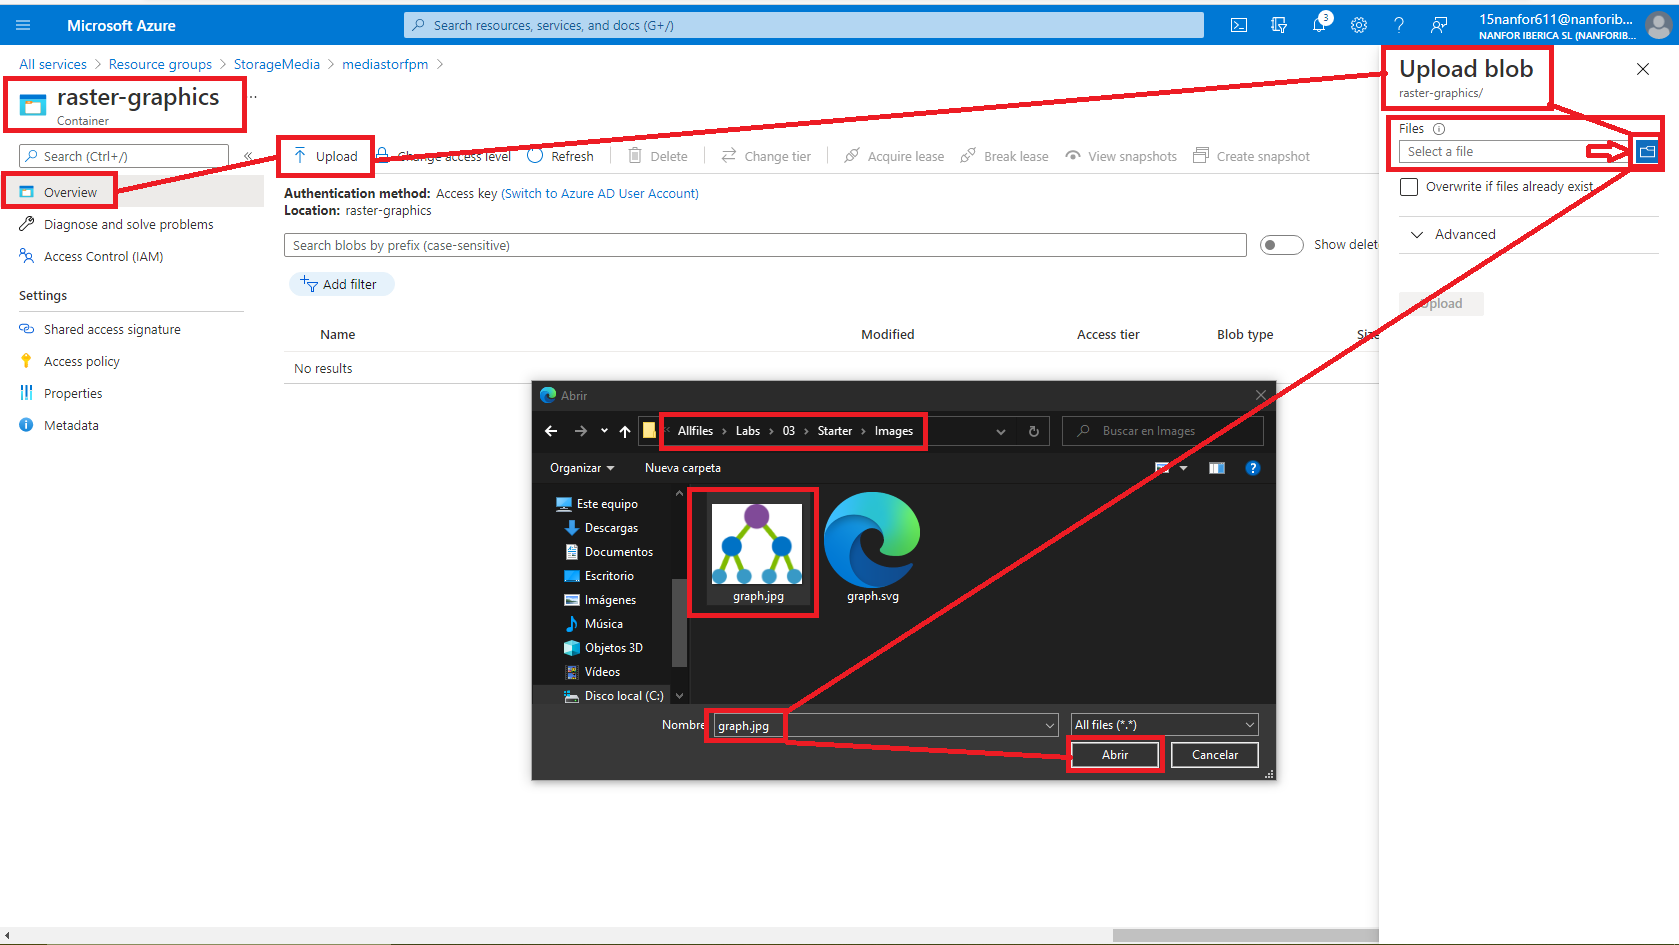 Microsoft Azure
Search resources, services, and docs (G+/)
3
15nanfor611@nanforib...
NANFOR IBERICA SL (NANFORIB...
All services > Resource groups > StorageMedia > mediastorfpm >
raster-graphics
...
Container
Search (Ctrl+/)
«
Overview
Diagnose and solve problems
Access Control (IAM)
Settings
Shared access signature
Access policy
Properties
Metadata
Upload
Change access level
Refresh
Delete
Change tier
Acquire lease
Break lease
View snapshots
Create snapshot
Authentication method: Access key (Switch to Azure AD User Account)
Location: raster-graphics
Search blobs by prefix (case-sensitive)
Show delet
Add filter
Name Modified Access tier Blob type Size
No results
Upload blob
raster-graphics/
Files
Select a file
Overwrite if files already exist
Advanced
Upload
Abrir
« Allfiles > Labs > 03 > Starter > Images
Buscar en Images
Organizar
Nueva carpeta
Este equipo
Descargas
Documentos
Escritorio
Imágenes
Música
Objetos 3D
Vídeos
Disco local (C:)
graph.jpg
graph.svg
Nombre
graph.jpg
All files (*.*)
Abrir
Cancelar